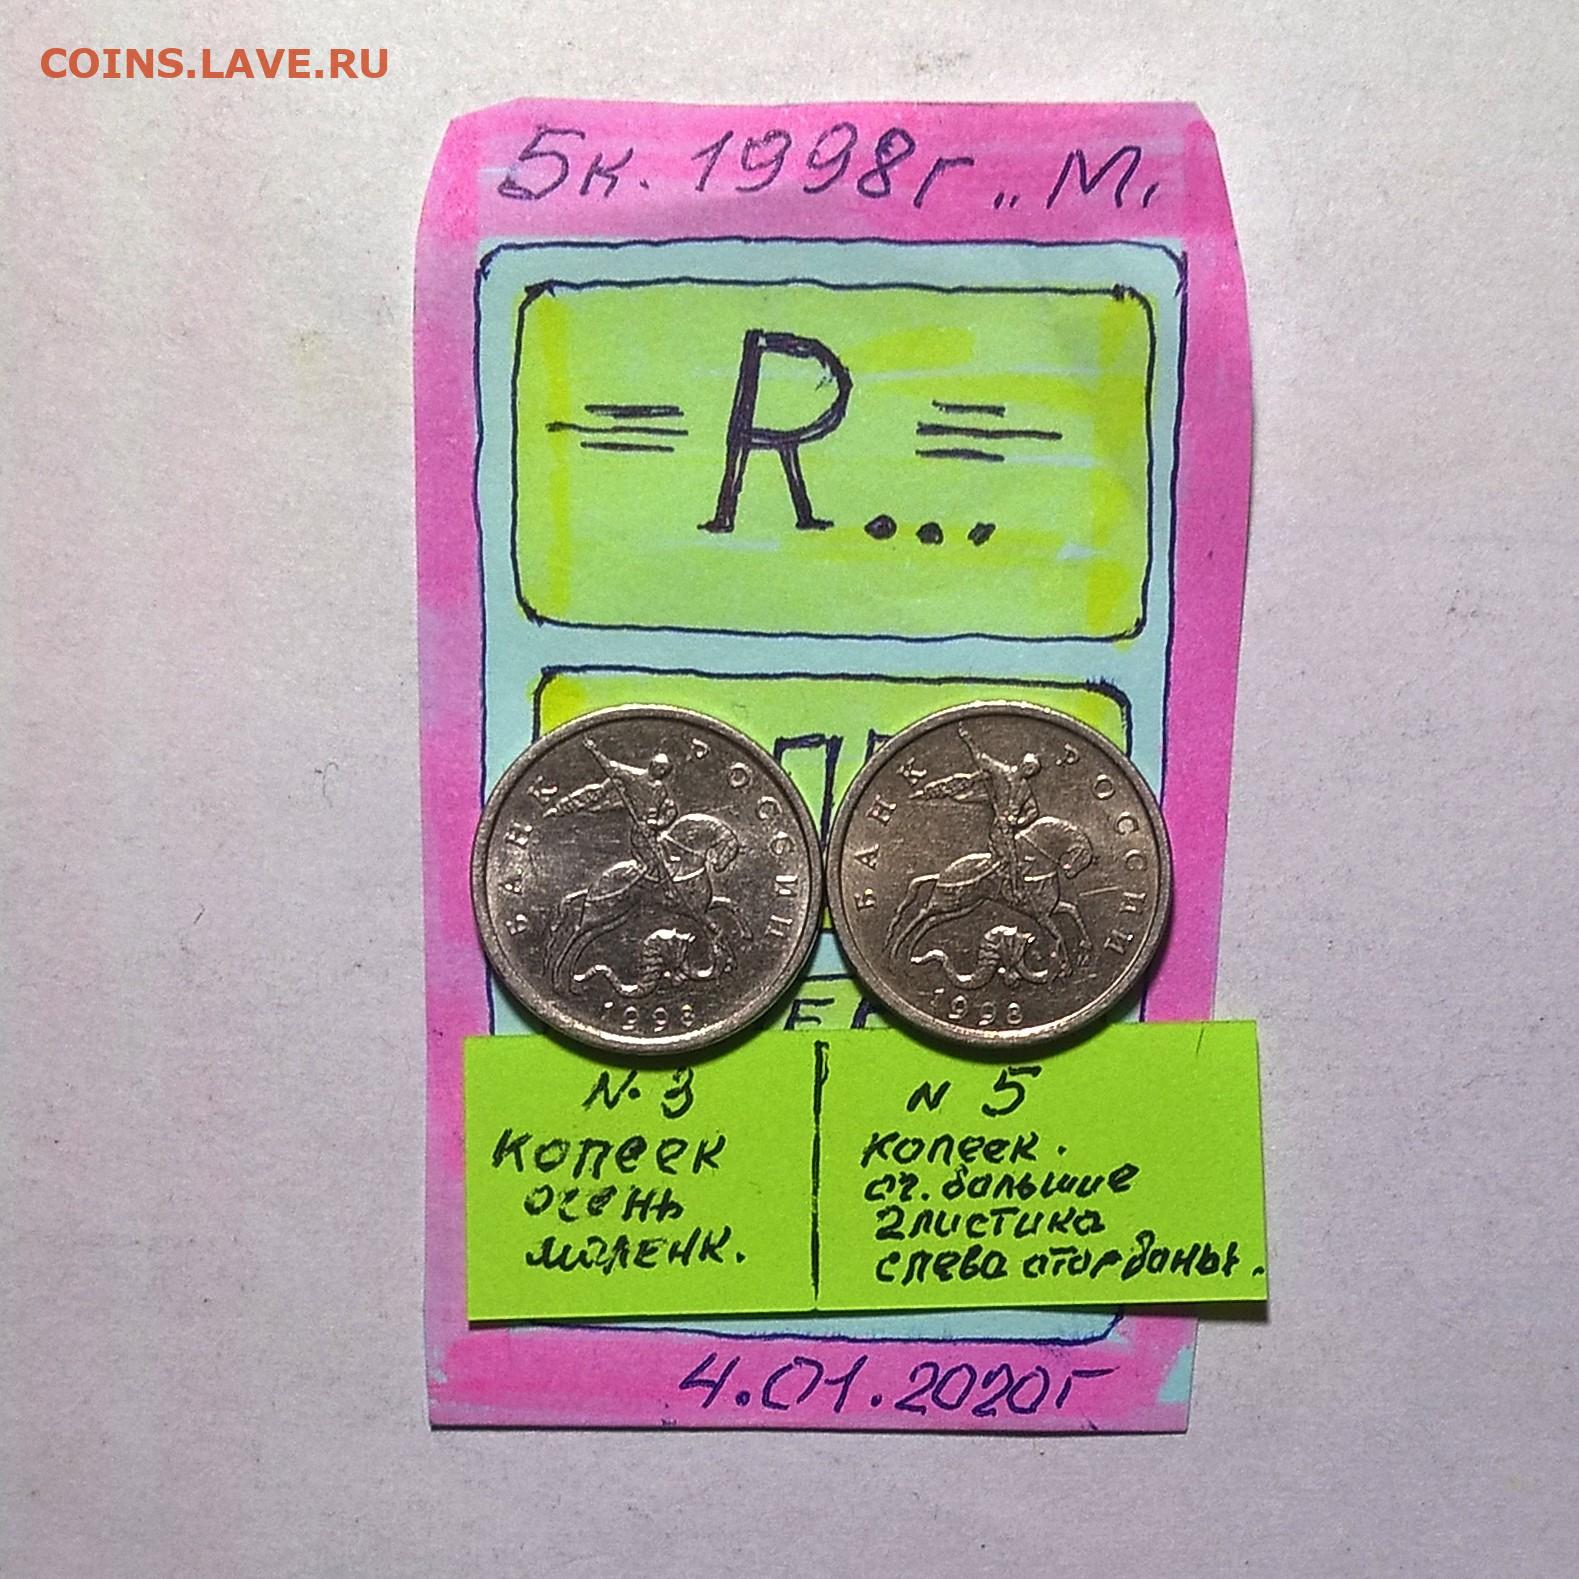 COINS.LAVE.RU
5к. 1998г „М"
= R... =
БАНК РОССИИ
1998
БАНК РОССИИ
1998
N.3
копеек
очень
маленк.
N 5
копеек.
оч. большие
2 листика
слева оторваны.
4.01.2020г